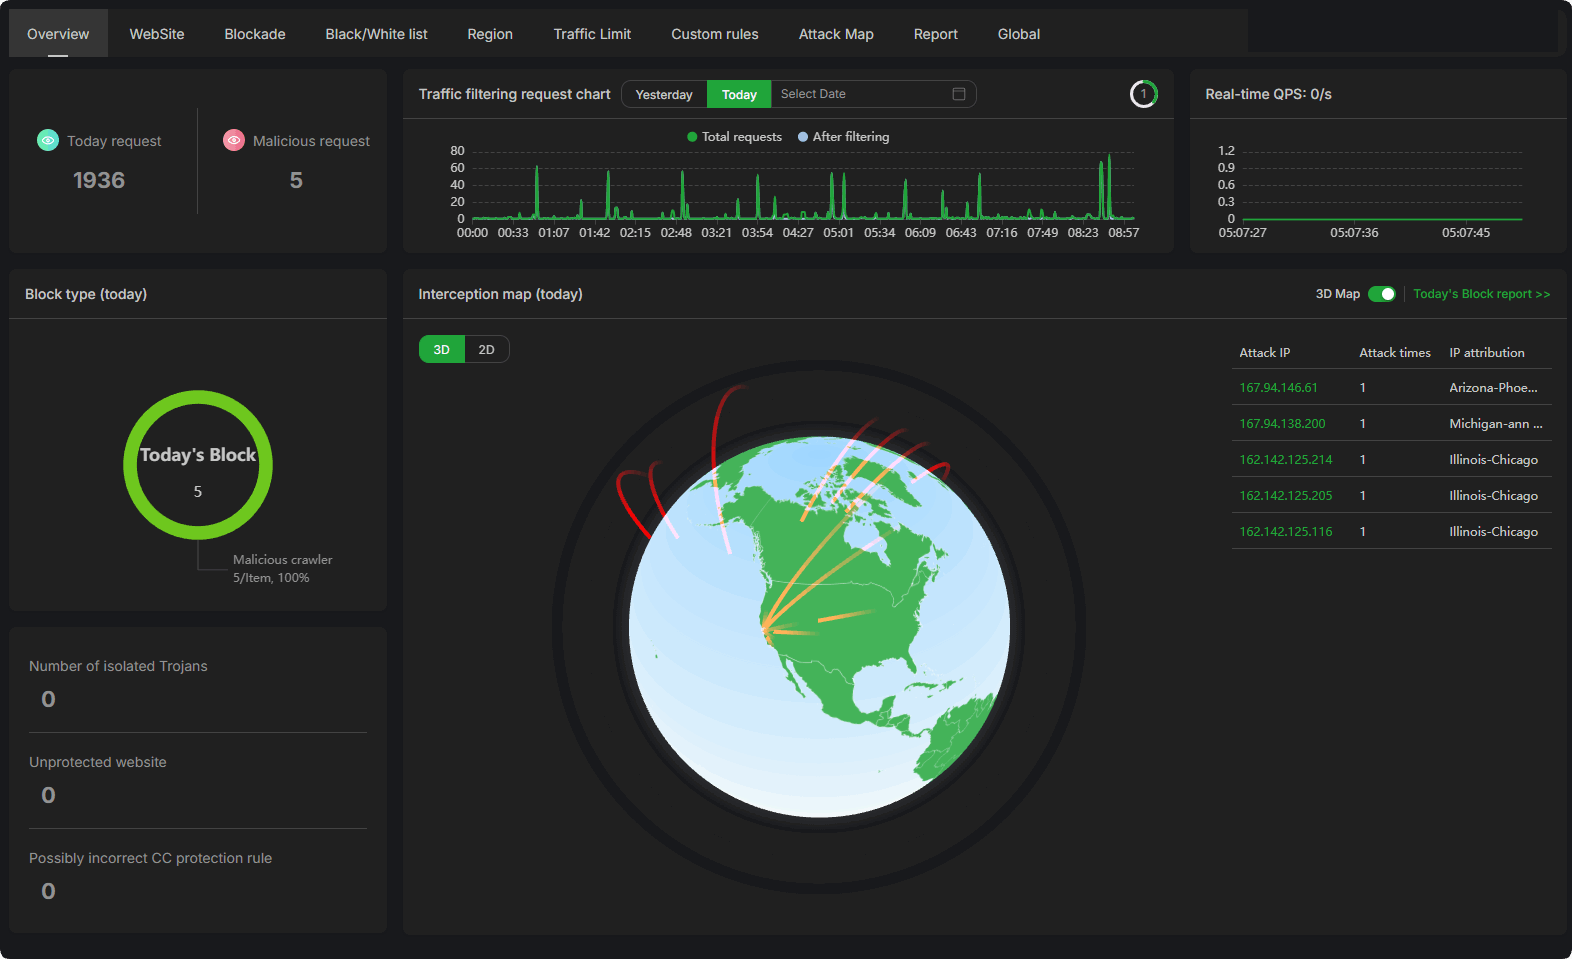 Overview WebSite Blockade Black/White list Region Traffic Limit Custom rules Attack Map Report Global
Today request
1936
Malicious request
5
Traffic filtering request chart Yesterday Today Select Date 1
Total requests After filtering
80
60
40
20
0
00:00 00:33 01:07 01:42 02:15 02:48 03:21 03:54 04:27 05:01 05:34 06:09 06:43 07:16 07:49 08:23 08:57
Real-time QPS: 0/s
1.2
0.9
0.6
0.3
0
05:07:27 05:07:36 05:07:45
Block type (today)
Today's Block
5
Malicious crawler
5/Item, 100%
Number of isolated Trojans
0
Unprotected website
0
Possibly incorrect CC protection rule
0
Interception map (today) 3D Map Today's Block report >>
3D 2D
Attack IP Attack times IP attribution
167.94.146.61 1 Arizona-Phoe...
167.94.138.200 1 Michigan-ann ...
162.142.125.214 1 Illinois-Chicago
162.142.125.205 1 Illinois-Chicago
162.142.125.116 1 Illinois-Chicago